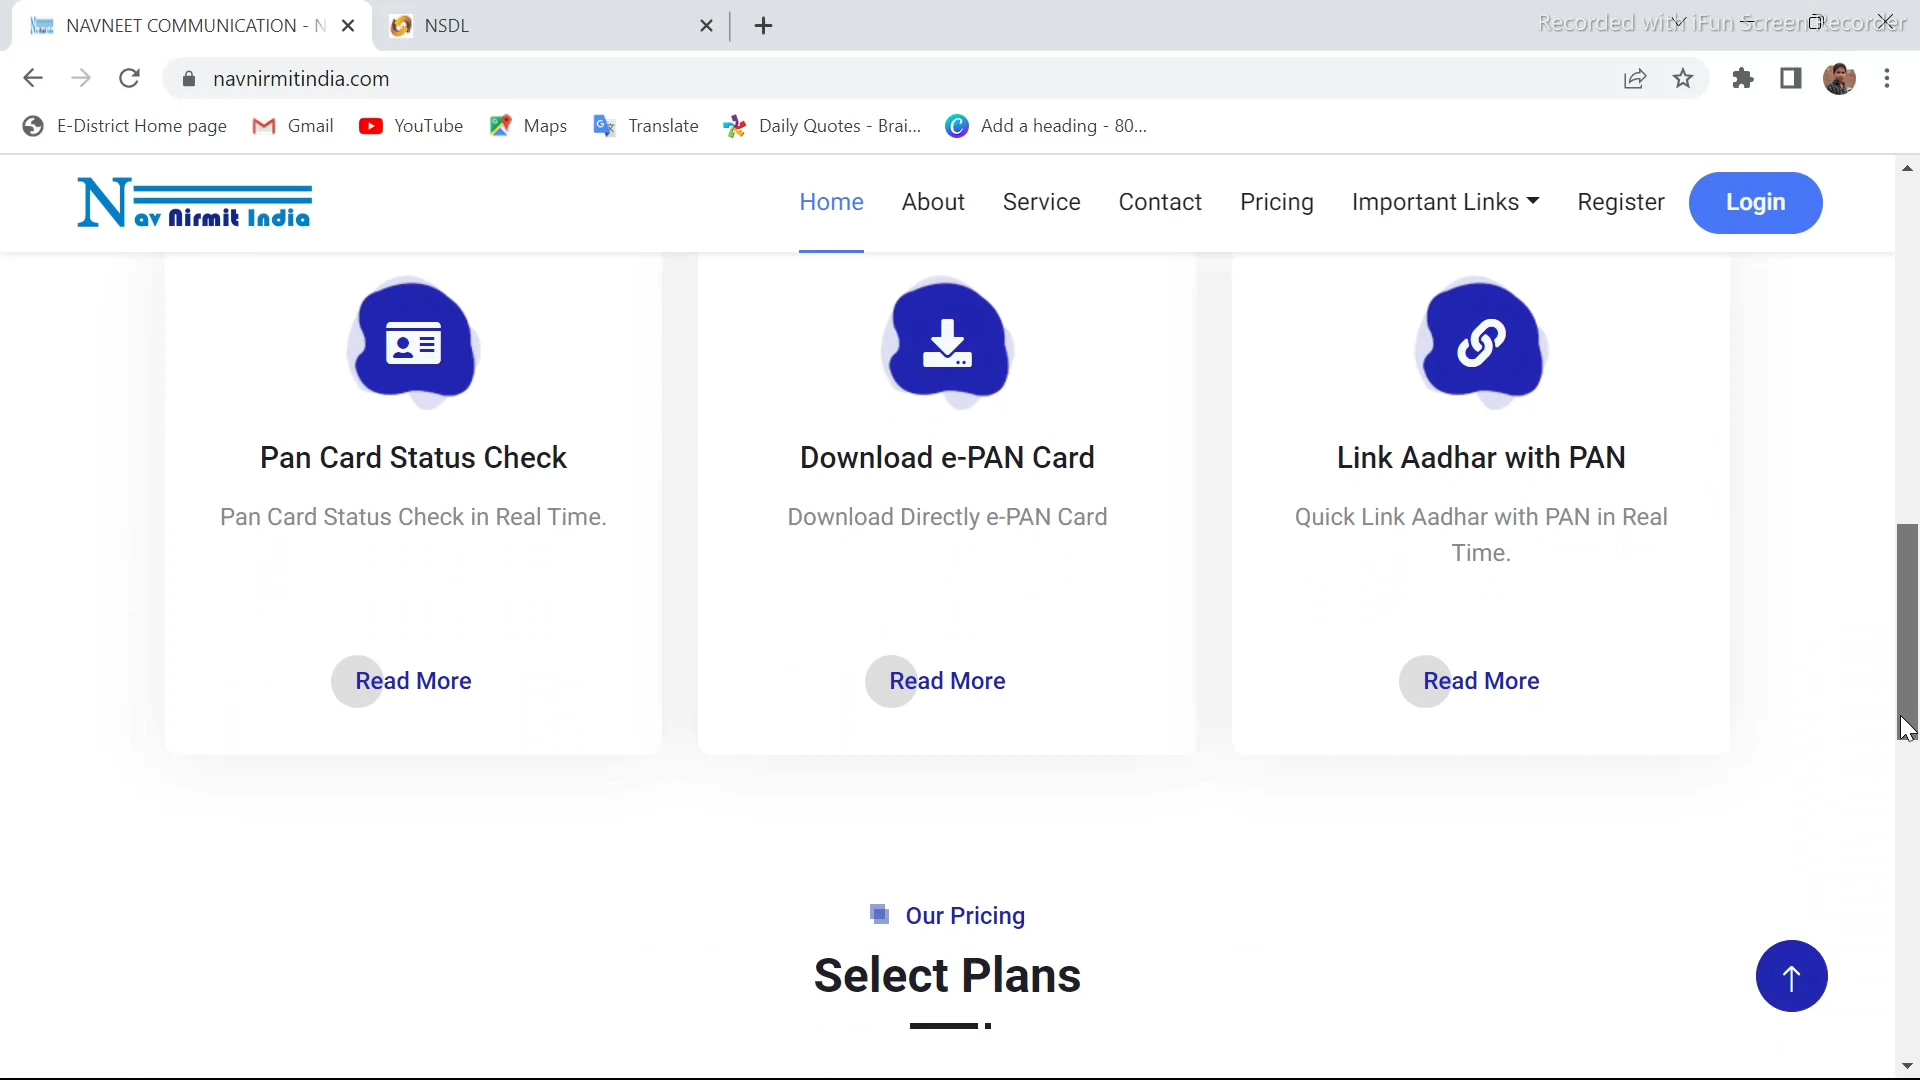 NAVNEET COMMUNICATION - N
NSDL
Recorded with iFun Screen Recorder
navnirmitindia.com
E-District Home page
Gmail
YouTube
Maps
Translate
Daily Quotes - Brai...
Add a heading - 80...
Nav Nirmit India
Home
About
Service
Contact
Pricing
Important Links
Register
Login
Pan Card Status Check
Pan Card Status Check in Real Time.
Read More
Download e-PAN Card
Download Directly e-PAN Card
Read More
Link Aadhar with PAN
Quick Link Aadhar with PAN in Real
Time.
Read More
Our Pricing
Select Plans